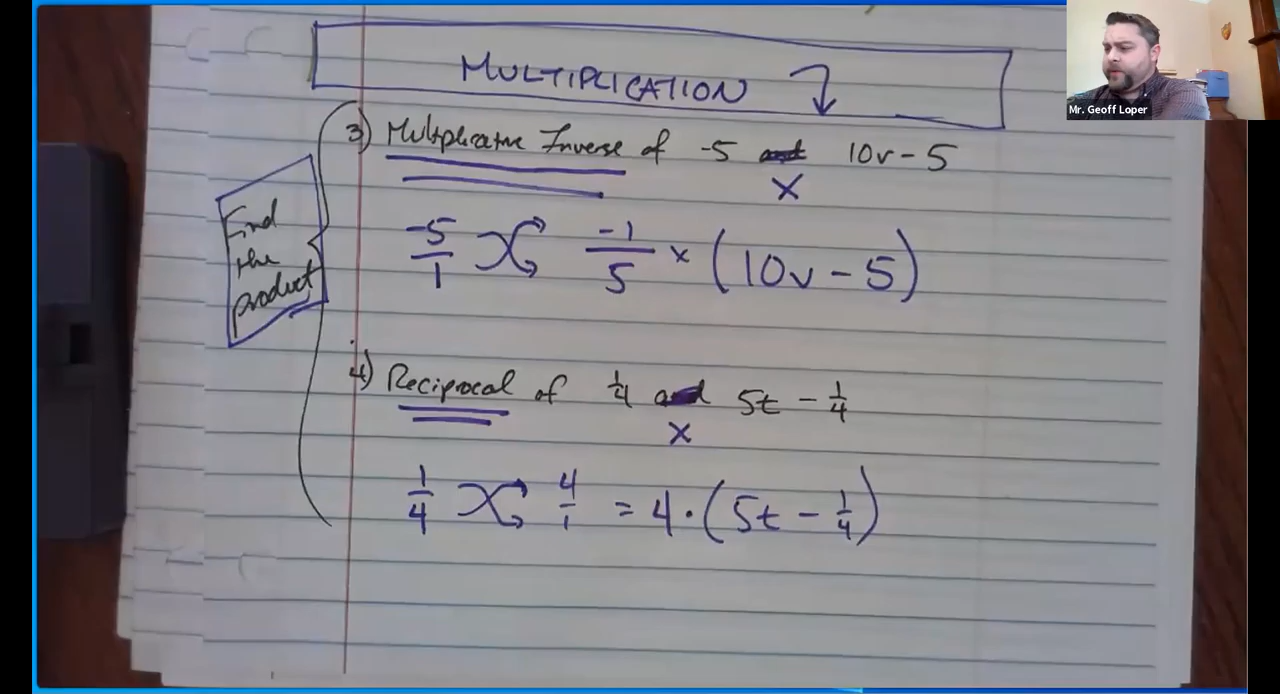 MULTIPLICATION
Mr. Geoff Loper
3) Multiplicative Inverse of -5 and 10v - 5
x
Find
the
product
-5/1 -1/5 x (10v - 5)
4) Reciprocal of 1/4 and 5t - 1/4
x
1/4 4/1 = 4 · (5t - 1/4)